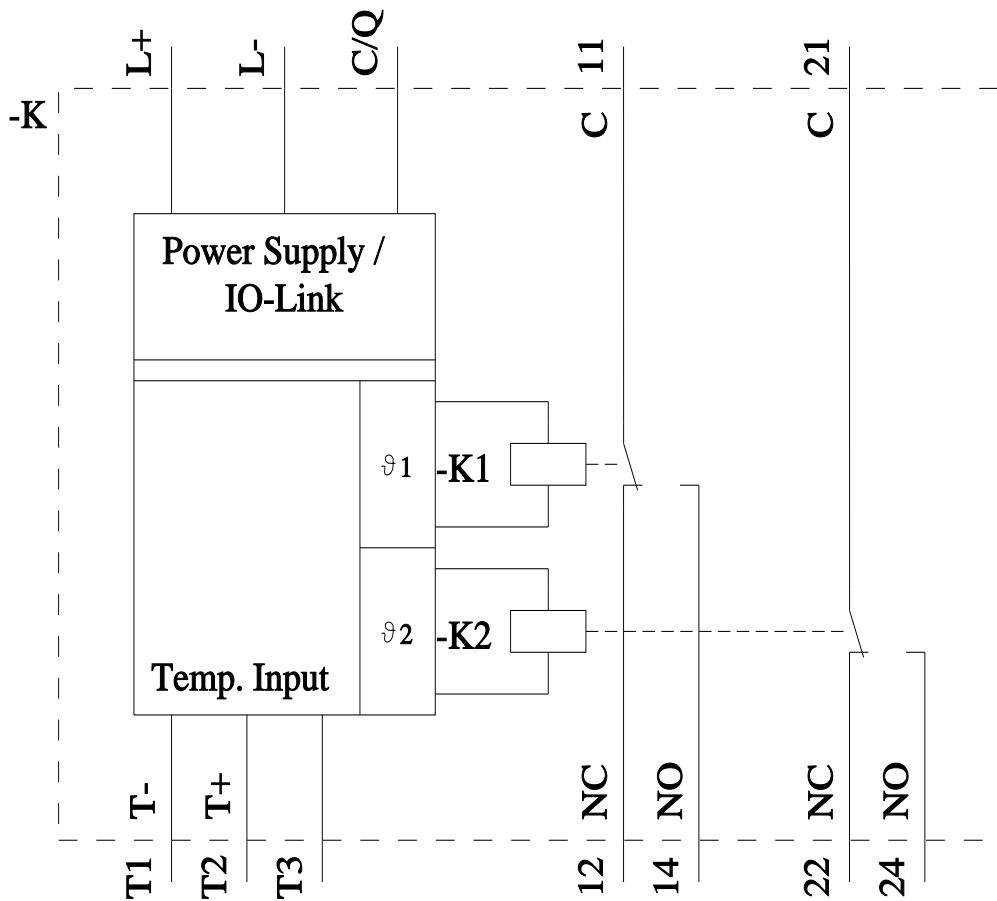 L+
L-
C/Q
11
21
-K
C
C
Power Supply /
IO-Link
ϑ1
-K1
ϑ2
-K2
Temp. Input
T-
T+
NC
NO
NC
NO
T1
T2
T3
12
14
22
24